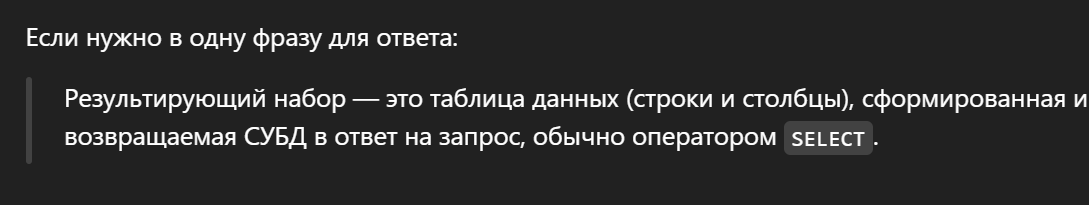 Если нужно в одну фразу для ответа:
Результирующий набор — это таблица данных (строки и столбцы), сформированная и
возвращаемая СУБД в ответ на запрос, обычно оператором SELECT.